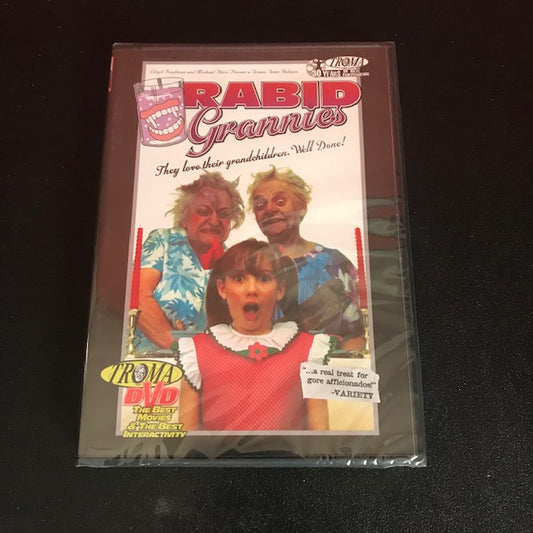 Lloyd Kaufman and Michael Herz Present a Troma Team Release
TROMA
30 YEARS
RABID
Grannies
They love their grandchildren. Well Done!
"...a real treat for
gore afficionados!"
-VARIETY
TROMA
DVD
THE BEST
MOVIES
& THE BEST
INTERACTIVITY